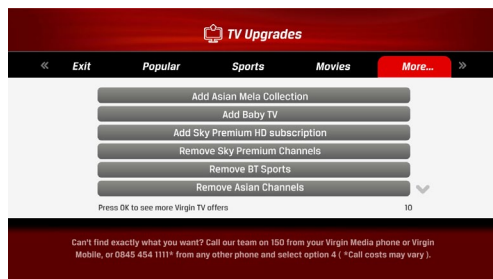 TV Upgrades
Exit Popular Sports Movies More...
Add Asian Mela Collection
Add Baby TV
Add Sky Premium HD subscription
Remove Sky Premium Channels
Remove BT Sports
Remove Asian Channels
Press OK to see more Virgin TV offers 10
Can't find exactly what you want? Call our team on 150 from your Virgin Media phone or Virgin
Mobile, or 0845 454 1111* from any other phone and select option 4 ( *Call costs may vary ).